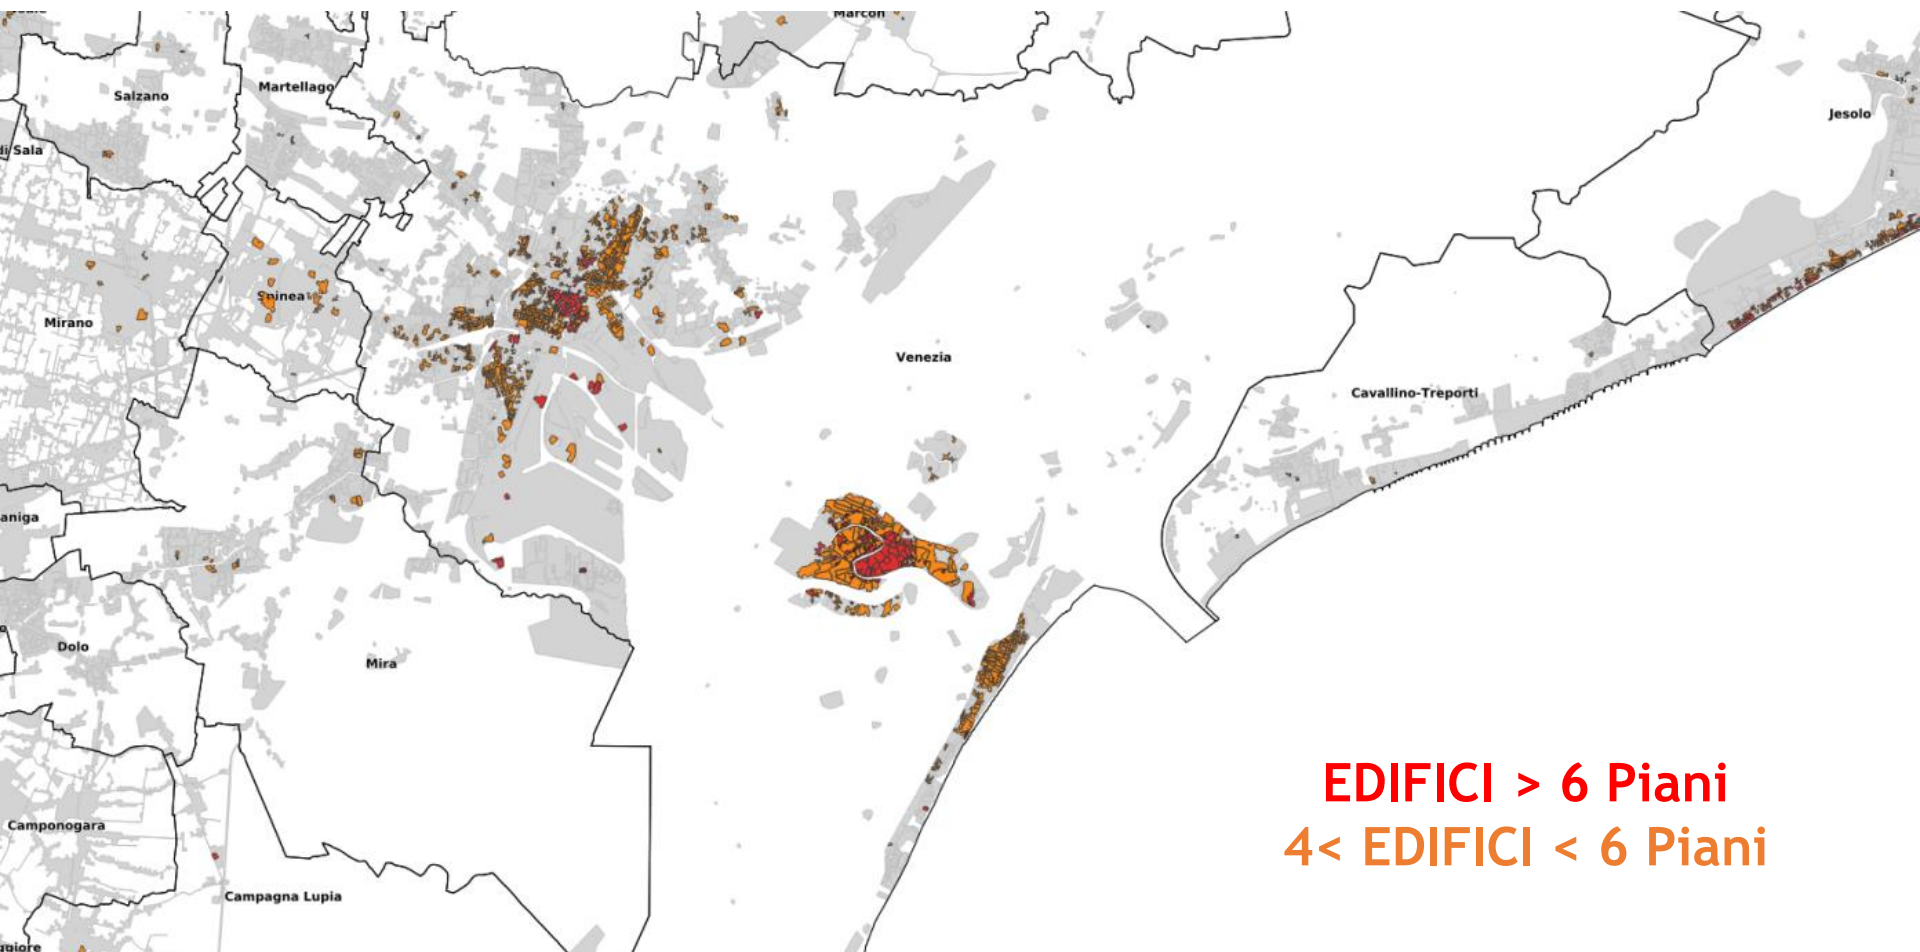 Marcon
Martellago
Salzano
Jesolo
di Sala
Spinea
Mirano
Venezia
Cavallino-Treporti
aniga
Dolo
Mira
EDIFICI > 6 Piani
4< EDIFICI < 6 Piani
Camponogara
Campagna Lupia
ggiore